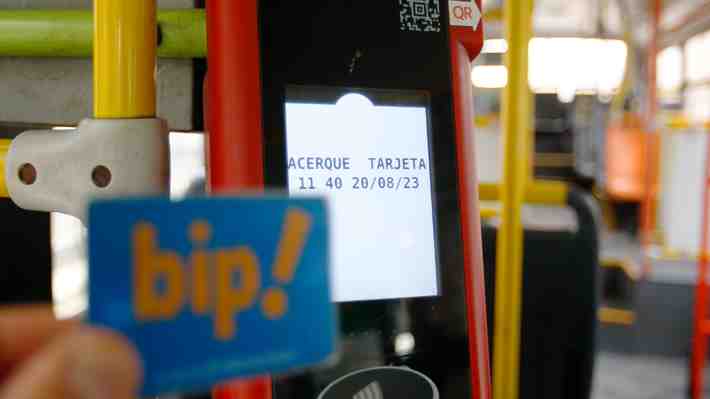 QR
ACERQUE TARJETA
11 40 20/08/23
bip!